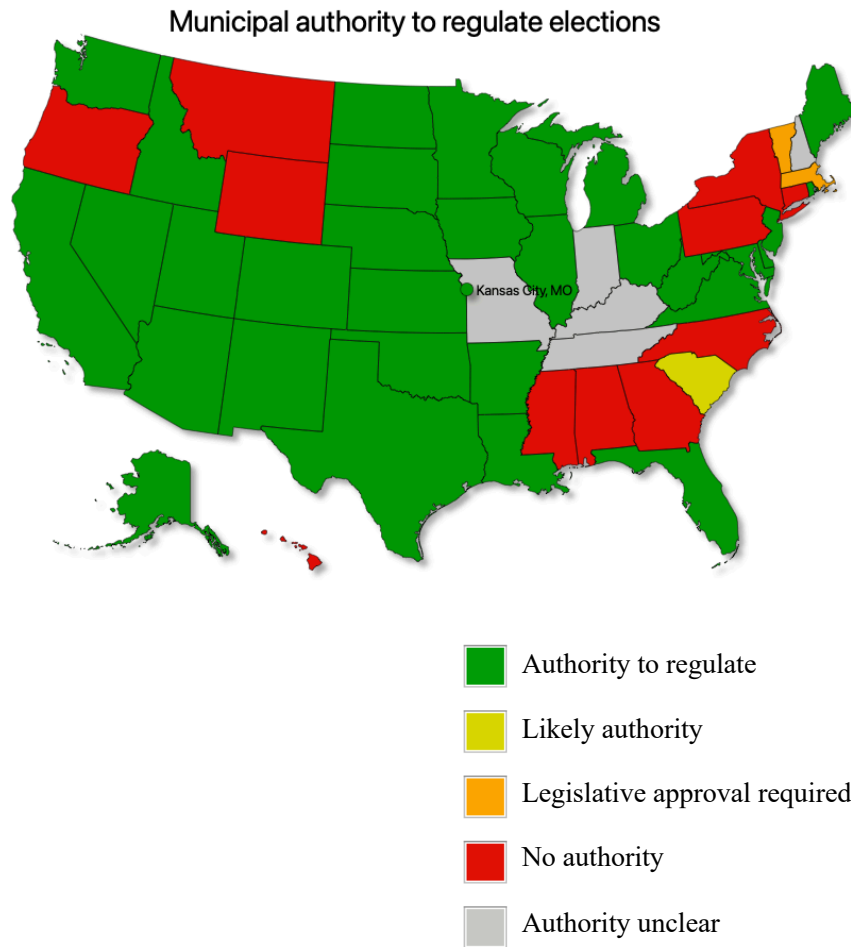 Municipal authority to regulate elections
Kansas City, MO
Authority to regulate
Likely authority
Legislative approval required
No authority
Authority unclear